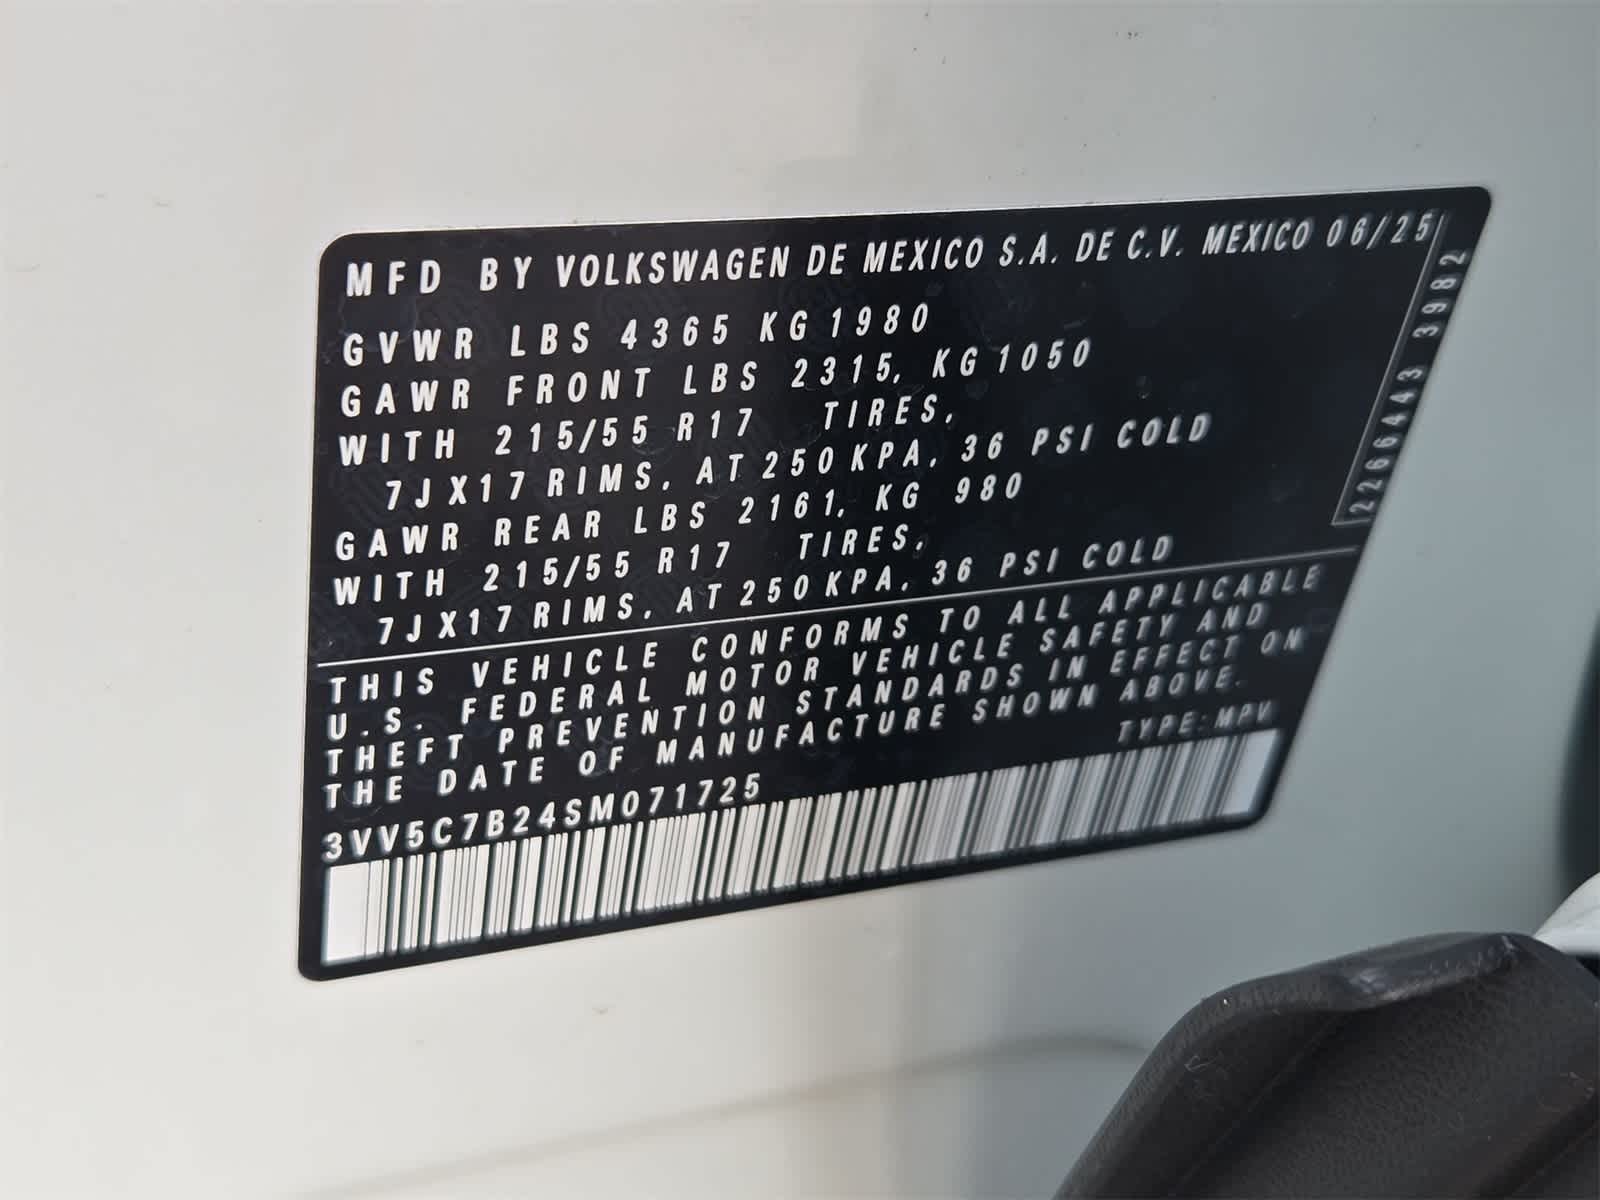 MFD BY VOLKSWAGEN DE MEXICO S.A. DE C.V. MEXICO 06/25
GVWR LBS 4365 KG 1980
GAWR FRONT LBS 2315, KG 1050
WITH 215/55 R17 TIRES,
7JX17 RIMS, AT 250 KPA, 36 PSI COLD
GAWR REAR LBS 2161, KG 980
WITH 215/55 R17 TIRES,
7JX17 RIMS, AT 250 KPA, 36 PSI COLD
THIS VEHICLE CONFORMS TO ALL APPLICABLE
U.S. FEDERAL MOTOR VEHICLE SAFETY AND
THEFT PREVENTION STANDARDS IN EFFECT ON
THE DATE OF MANUFACTURE SHOWN ABOVE.
TYPE:MPV
3VV5C7B24SM071725
2266443 3982